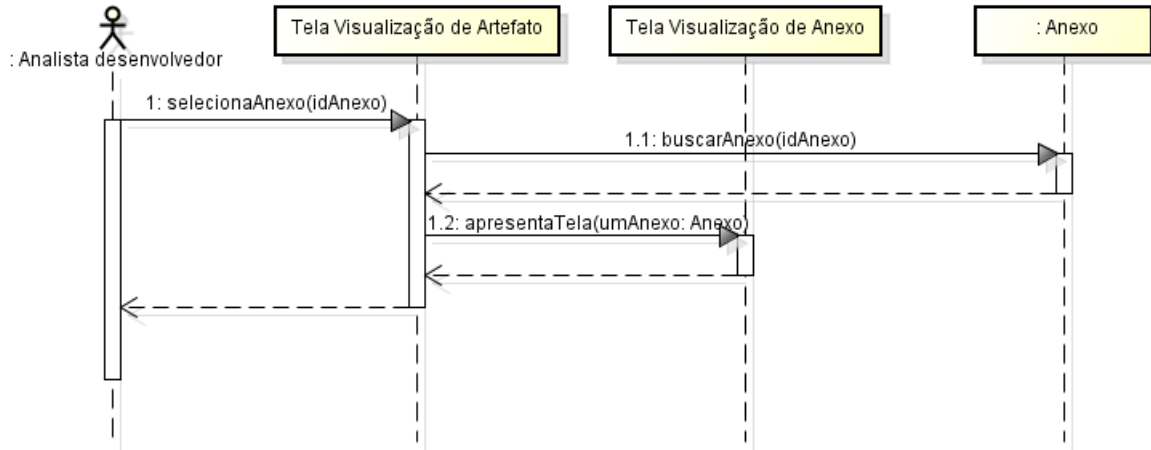 Tela Visualização de Artefato
Tela Visualização de Anexo
: Anexo
: Analista desenvolvedor
1: selecionaAnexo(idAnexo)
1.1: buscarAnexo(idAnexo)
1.2: apresentaTela(umAnexo: Anexo)